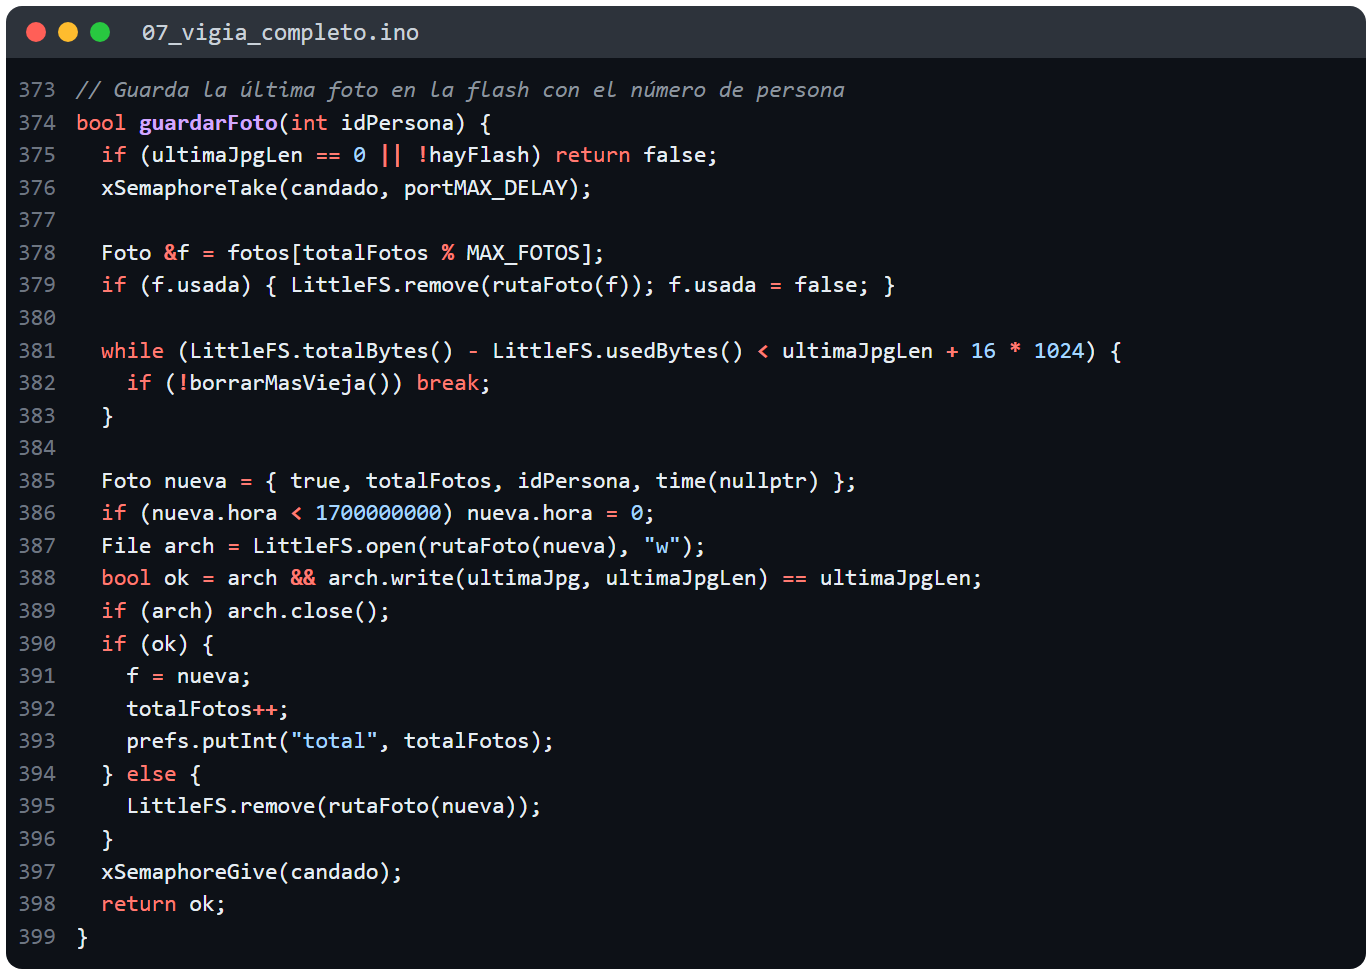 07_vigia_completo.ino
373 // Guarda la última foto en la flash con el número de persona
374 bool guardarFoto(int idPersona) {
375   if (ultimaJpgLen == 0 || !hayFlash) return false;
376   xSemaphoreTake(candado, portMAX_DELAY);
377
378   Foto &f = fotos[totalFotos % MAX_FOTOS];
379   if (f.usada) { LittleFS.remove(rutaFoto(f)); f.usada = false; }
380
381   while (LittleFS.totalBytes() - LittleFS.usedBytes() < ultimaJpgLen + 16 * 1024) {
382     if (!borrarMasVieja()) break;
383   }
384
385   Foto nueva = { true, totalFotos, idPersona, time(nullptr) };
386   if (nueva.hora < 1700000000) nueva.hora = 0;
387   File arch = LittleFS.open(rutaFoto(nueva), "w");
388   bool ok = arch && arch.write(ultimaJpg, ultimaJpgLen) == ultimaJpgLen;
389   if (arch) arch.close();
390   if (ok) {
391     f = nueva;
392     totalFotos++;
393     prefs.putInt("total", totalFotos);
394   } else {
395     LittleFS.remove(rutaFoto(nueva));
396   }
397   xSemaphoreGive(candado);
398   return ok;
399 }